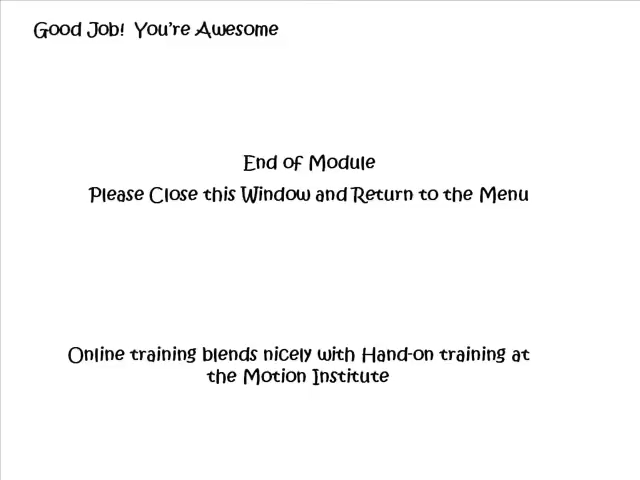 Good Job! You're Awesome
End of Module
Please Close this Window and Return to the Menu
Online training blends nicely with Hand-on training at
the Motion Institute